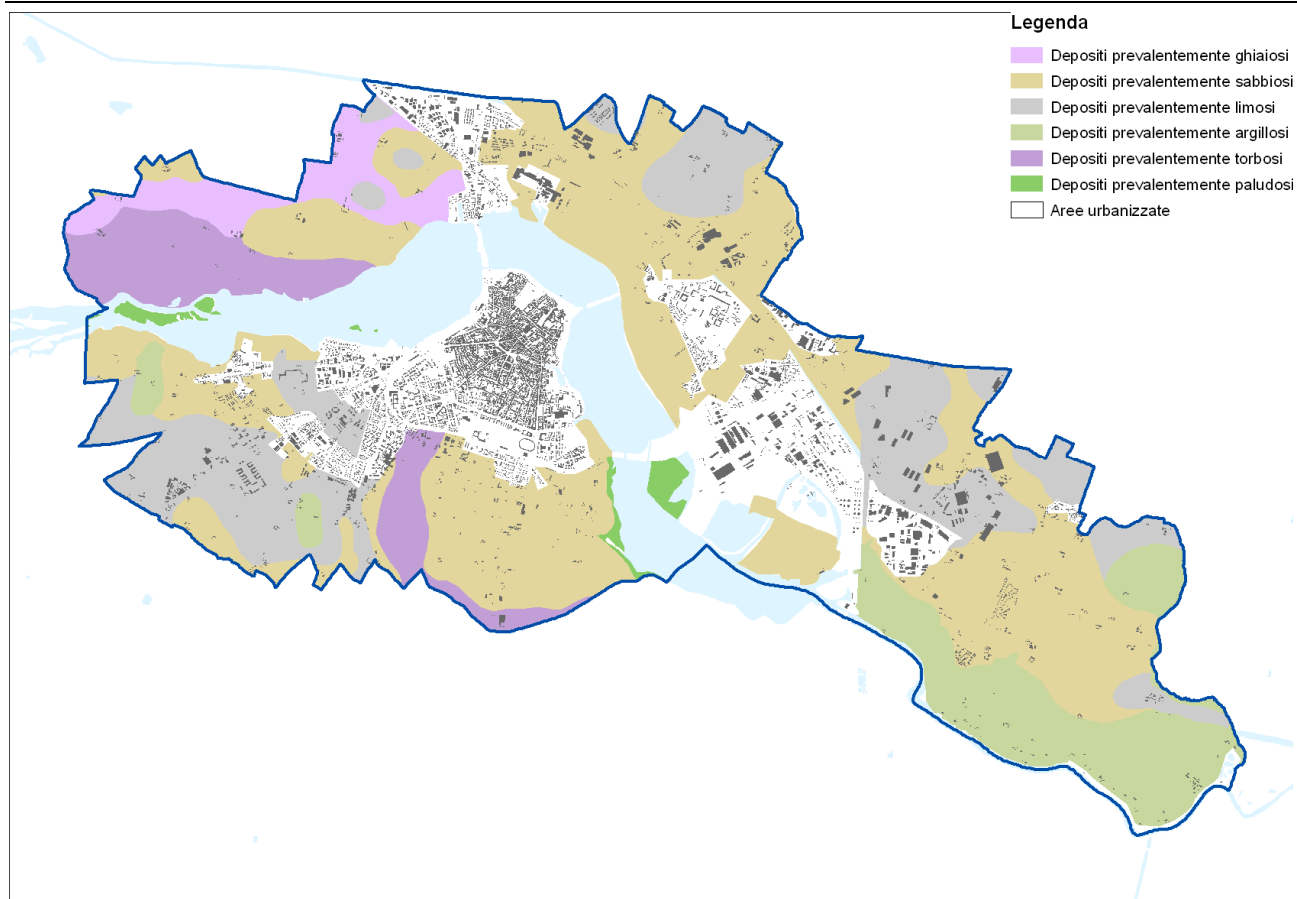 Legenda
Depositi prevalentemente ghiaiosi
Depositi prevalentemente sabbiosi
Depositi prevalentemente limosi
Depositi prevalentemente argillosi
Depositi prevalentemente torbosi
Depositi prevalentemente paludosi
Aree urbanizzate